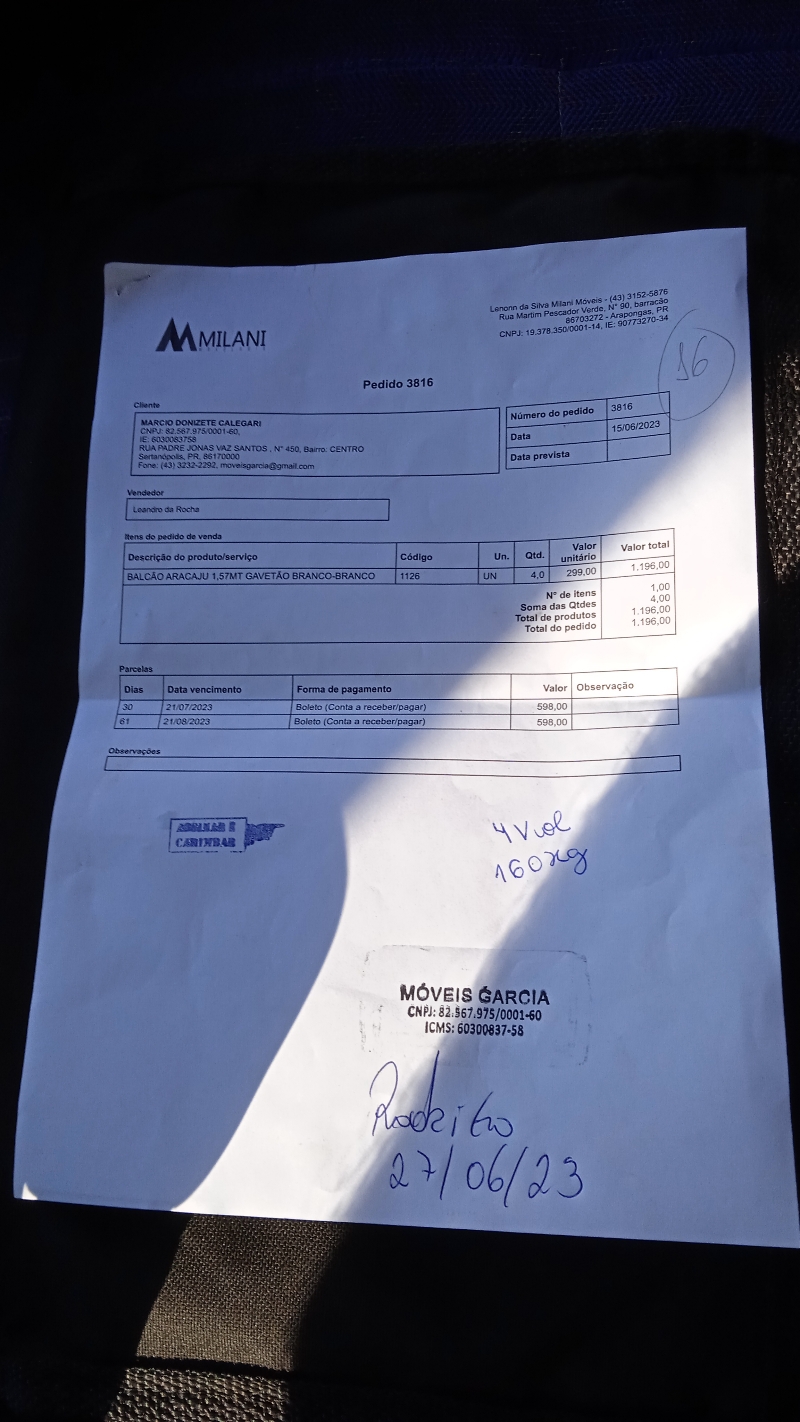 MILANI
Lenonn da Silva Milani Móveis - (43) 3152-5876
Rua Martim Pescador Verde, N° 90, barracão
86703272 - Arapongas, PR
CNPJ: 19.378.350/0001-14, IE: 90773270-34
16
Pedido 3816
Cliente
MARCIO DONIZETE CALEGARI
CNPJ: 82.567.975/0001-60,
IE: 6030083758
RUA PADRE JONAS VAZ SANTOS , N° 450, Bairro: CENTRO
Sertanópolis, PR, 86170000
Fone: (43) 3232-2292, moveisgarcia@gmail.com
Número do pedido 3816
Data 15/06/2023
Data prevista
Vendedor
Leandro da Rocha
Itens do pedido de venda
Descrição do produto/serviço Código Un. Qtd. Valor unitário Valor total
BALCÃO ARACAJU 1,57MT GAVETÃO BRANCO-BRANCO 1126 UN 4,0 299,00 1.196,00
N° de itens 1,00
Soma das Qtdes 4,00
Total de produtos 1.196,00
Total do pedido 1.196,00
Parcelas
Dias Data vencimento Forma de pagamento Valor Observação
30 21/07/2023 Boleto (Conta a receber/pagar) 598,00
61 21/08/2023 Boleto (Conta a receber/pagar) 598,00
Observações
ASSINAR E
CARIMBAR
4 Vol
160kg
MÓVEIS GARCIA
CNPJ: 82.567.975/0001-60
ICMS: 60300837-58
27/06/23